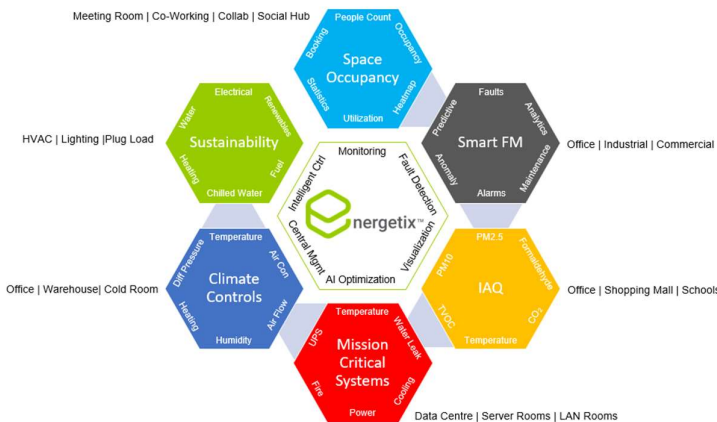 Meeting Room | Co-Working | Collab | Social Hub
People Count
Booking
Occupancy
Space
Occupancy
Statistics
Heatmap
Utilization
Electrical
Water
Renewables
Sustainability
Heating
Fuel
Chilled Water
HVAC | Lighting |Plug Load
Faults
Predictive
Analytics
Smart FM
Anomaly
Maintenance
Alarms
Office | Industrial | Commercial
Monitoring
Intelligent Ctrl
Fault Detection
energetix™
Central Mgmt
Visualization
AI Optimization
Temperature
Diff Pressure
Air Con
Climate
Controls
Heating
Air Flow
Humidity
Office | Warehouse| Cold Room
PM2.5
PM10
Formaldehyde
IAQ
TVOC
CO2
Temperature
Office | Shopping Mall | Schools
Temperature
UPS
Water Leak
Mission
Critical
Systems
Fire
Cooling
Power
Data Centre | Server Rooms | LAN Rooms